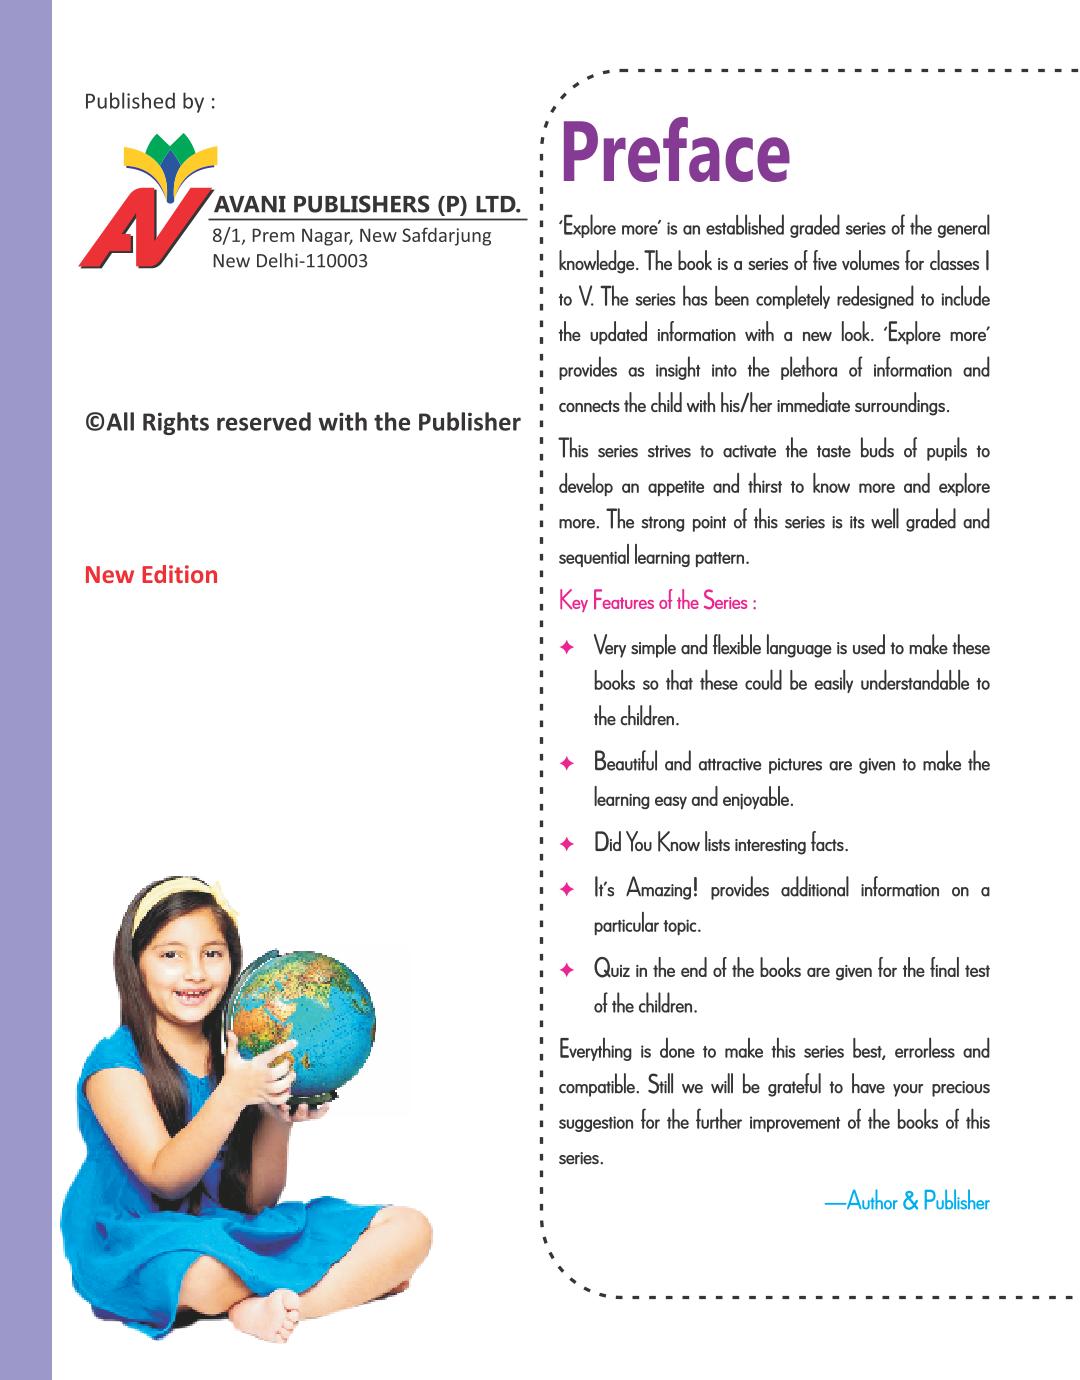 Published by :
AV
AVANI PUBLISHERS (P) LTD.
8/1, Prem Nagar, New Safdarjung
New Delhi-110003
©All Rights reserved with the Publisher
New Edition
Preface
‘Explore more’ is an established graded series of the general
knowledge. The book is a series of five volumes for classes I
to V. The series has been completely redesigned to include
the updated information with a new look. ‘Explore more’
provides as insight into the plethora of information and
connects the child with his/her immediate surroundings.
This series strives to activate the taste buds of pupils to
develop an appetite and thirst to know more and explore
more. The strong point of this series is its well graded and
sequential learning pattern.
Key Features of the Series :
✦ Very simple and flexible language is used to make these
books so that these could be easily understandable to
the children.
✦ Beautiful and attractive pictures are given to make the
learning easy and enjoyable.
✦ Did You Know lists interesting facts.
✦ It’s Amazing! provides additional information on a
particular topic.
✦ Quiz in the end of the books are given for the final test
of the children.
Everything is done to make this series best, errorless and
compatible. Still we will be grateful to have your precious
suggestion for the further improvement of the books of this
series.
—Author & Publisher